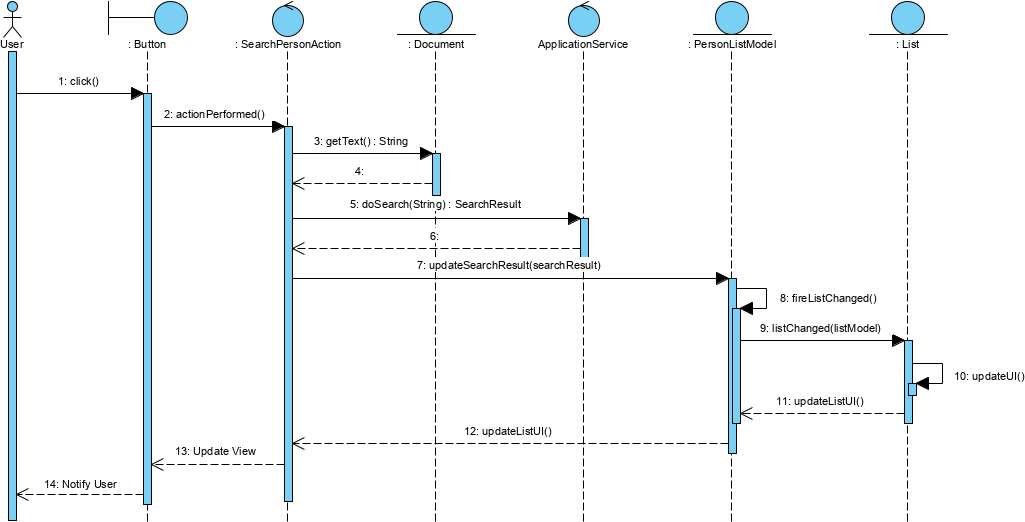 User
: Button
: SearchPersonAction
: Document
ApplicationService
: PersonListModel
: List
1: click()
2: actionPerformed()
3: getText() : String
4:
5: doSearch(String) : SearchResult
6:
7: updateSearchResult(searchResult)
8: fireListChanged()
9: listChanged(listModel)
10: updateUI()
11: updateListUI()
12: updateListUI()
13: Update View
14: Notify User